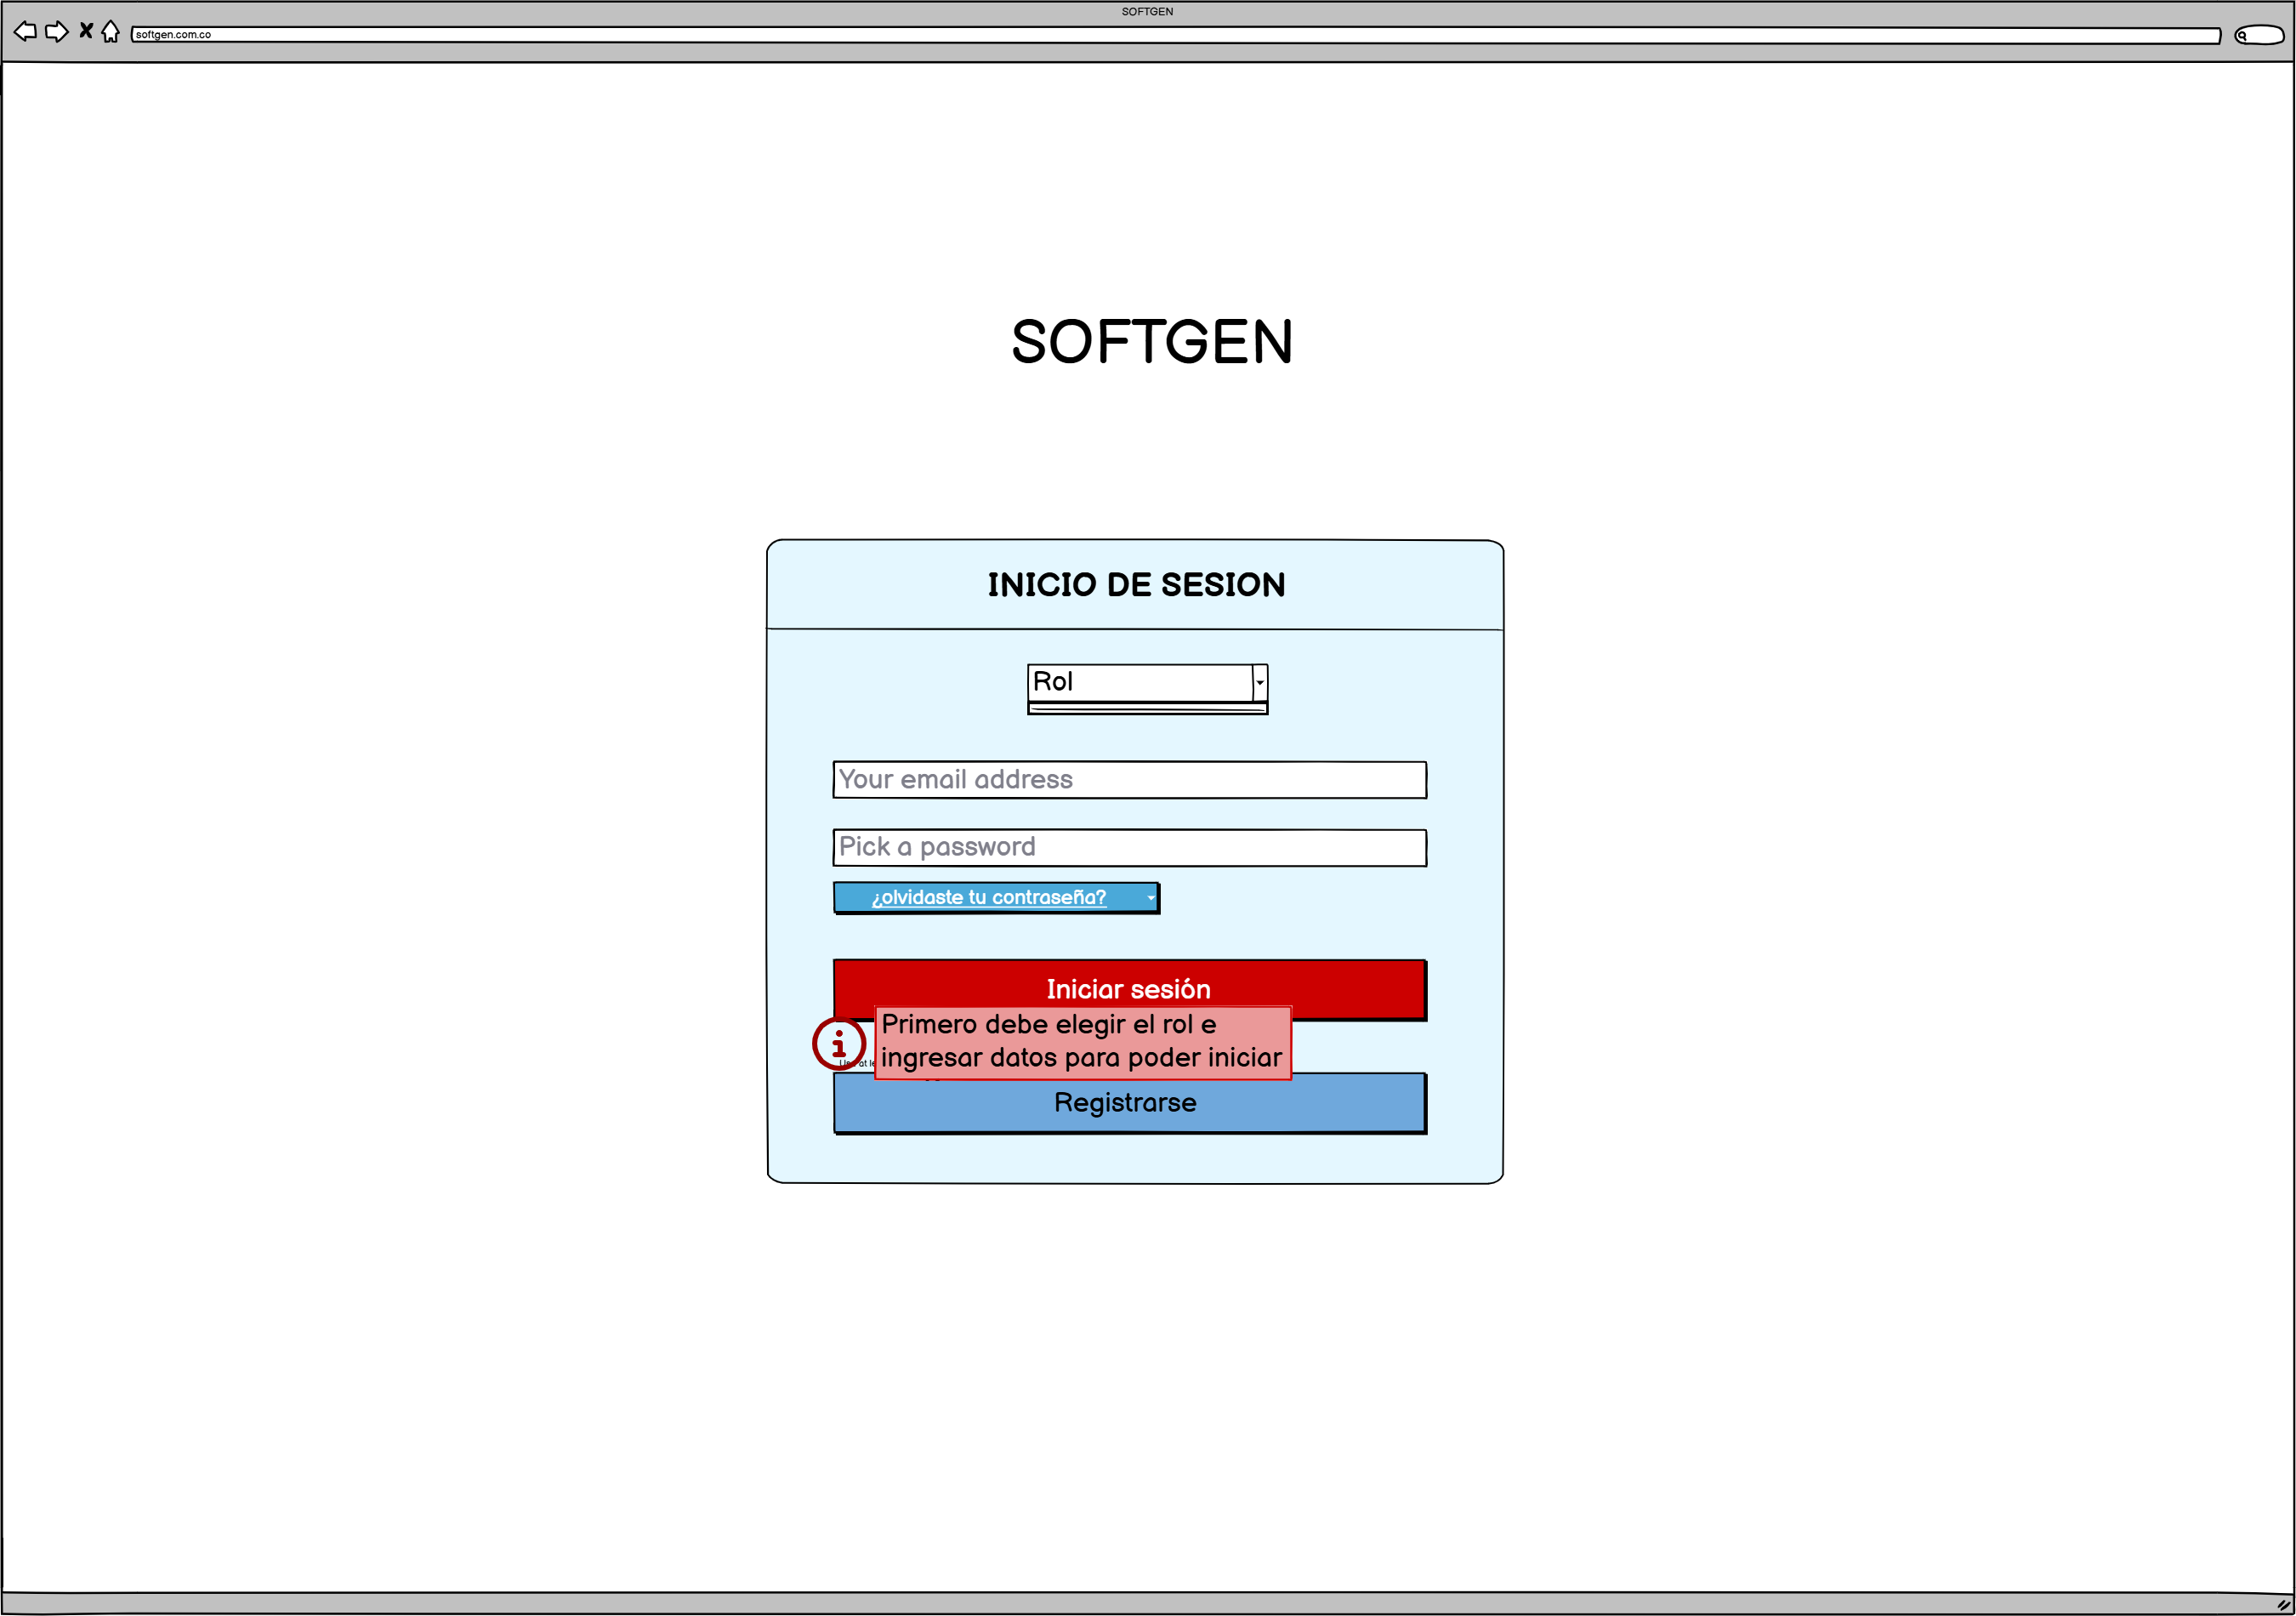 SOFTGEN
softgen.com.co
SOFTGEN
INICIO DE SESION
Rol
Your email address
Pick a password
¿olvidaste tu contraseña?
Iniciar sesión
Primero debe elegir el rol e
ingresar datos para poder iniciar
at
Registrarse